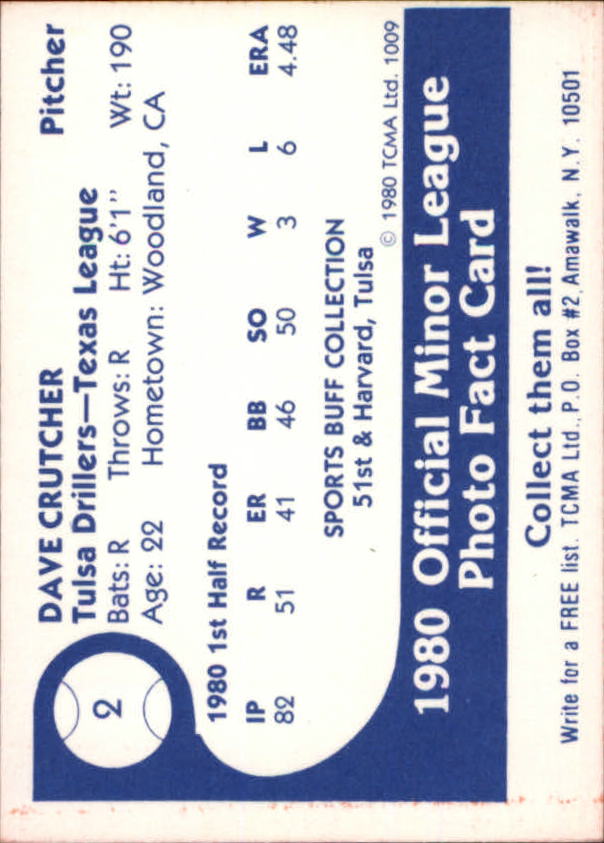 2
DAVE CRUTCHER Pitcher
Tulsa Drillers—Texas League
Bats: R Throws: R Ht: 6'1" Wt: 190
Age: 22 Hometown: Woodland, CA
1980 1st Half Record
IP R ER BB SO W L ERA
82 51 41 46 50 3 6 4.48
SPORTS BUFF COLLECTION
51st & Harvard, Tulsa
© 1980 TCMA Ltd. 1009
1980 Official Minor League
Photo Fact Card
Collect them all!
Write for a FREE list. TCMA Ltd., P.O. Box #2, Amawalk, N.Y. 10501